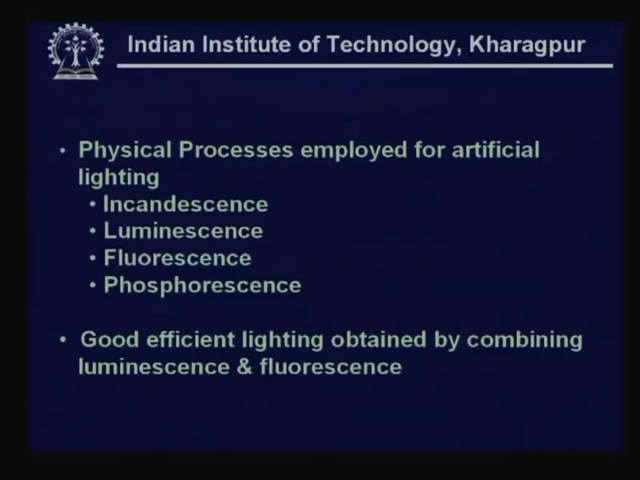 Indian Institute of Technology, Kharagpur
• Physical Processes employed for artificial
lighting
• Incandescence
• Luminescence
• Fluorescence
• Phosphorescence
• Good efficient lighting obtained by combining
luminescence & fluorescence